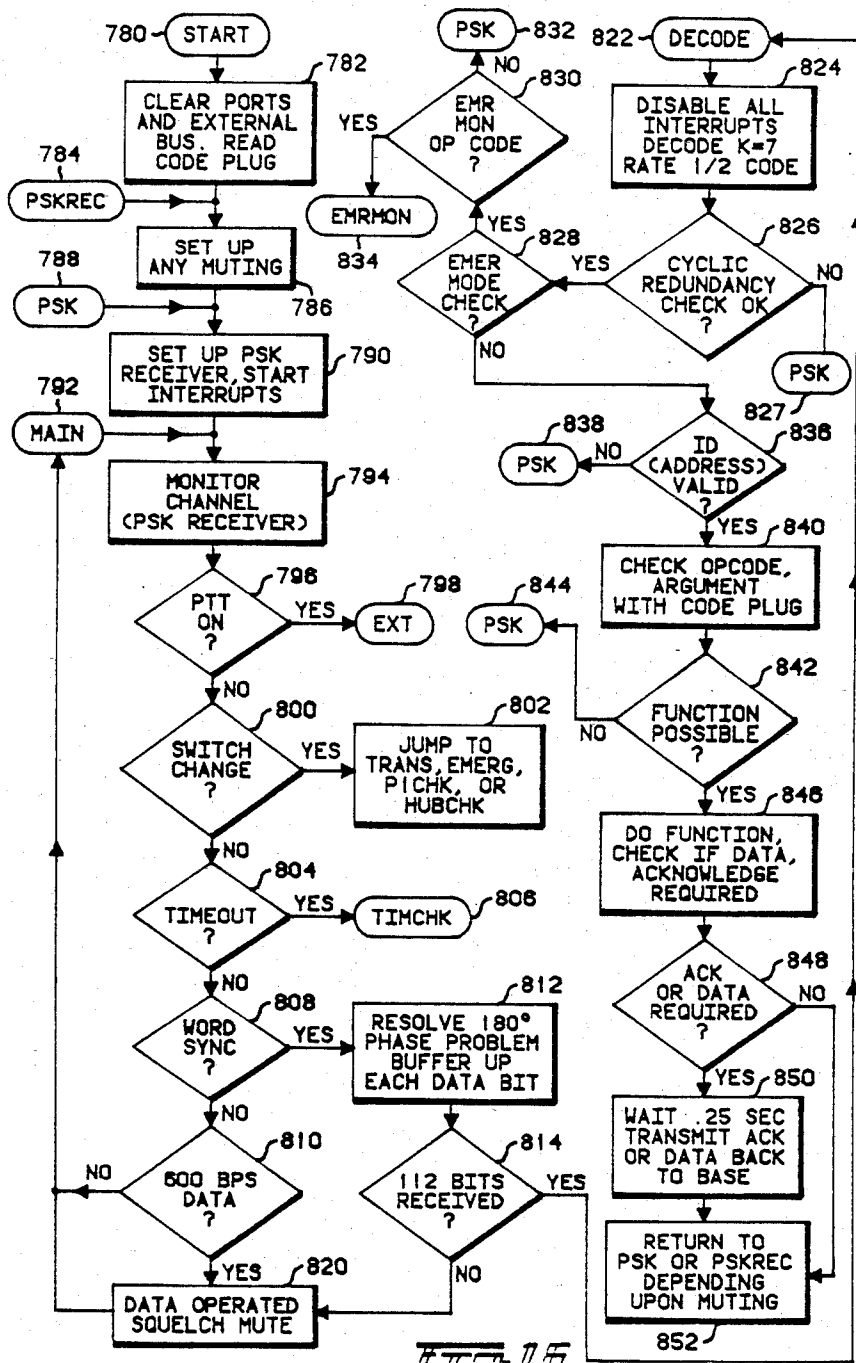 780
START
782
CLEAR PORTS
AND EXTERNAL
BUS. READ
CODE PLUG
784
PSKREC
SET UP
ANY MUTING
786
788
PSK
SET UP PSK
RECEIVER, START
INTERRUPTS
790
792
MAIN
MONITOR
CHANNEL
(PSK RECEIVER)
794
PTT
ON
?
796
YES
798
EXT
NO
800
SWITCH
CHANGE
?
YES
802
JUMP TO
TRANS, EMERG,
P1CHK, OR
HUBCHK
NO
804
TIMEOUT
?
YES
TIMCHK
806
NO
808
WORD
SYNC
?
YES
812
RESOLVE 180°
PHASE PROBLEM
BUFFER UP
EACH DATA BIT
NO
810
600 BPS
DATA
?
NO
YES
814
112 BITS
RECEIVED
?
YES
NO
820
DATA OPERATED
SQUELCH MUTE
PSK
832
NO
830
EMR
MON
OP CODE
?
YES
EMRMON
834
YES
828
EMER
MODE
CHECK
?
NO
822
DECODE
824
DISABLE ALL
INTERRUPTS
DECODE K=7
RATE 1/2 CODE
826
CYCLIC
REDUNDANCY
CHECK OK
?
YES
NO
PSK
827
836
ID
(ADDRESS)
VALID
?
NO
838
PSK
YES
840
CHECK OPCODE,
ARGUMENT
WITH CODE PLUG
844
PSK
842
FUNCTION
POSSIBLE
?
NO
YES
846
DO FUNCTION,
CHECK IF DATA,
ACKNOWLEDGE
REQUIRED
848
ACK
OR DATA
REQUIRED
?
NO
YES
850
WAIT .25 SEC
TRANSMIT ACK
OR DATA BACK
TO BASE
RETURN TO
PSK OR PSKREC
DEPENDING
UPON MUTING
852